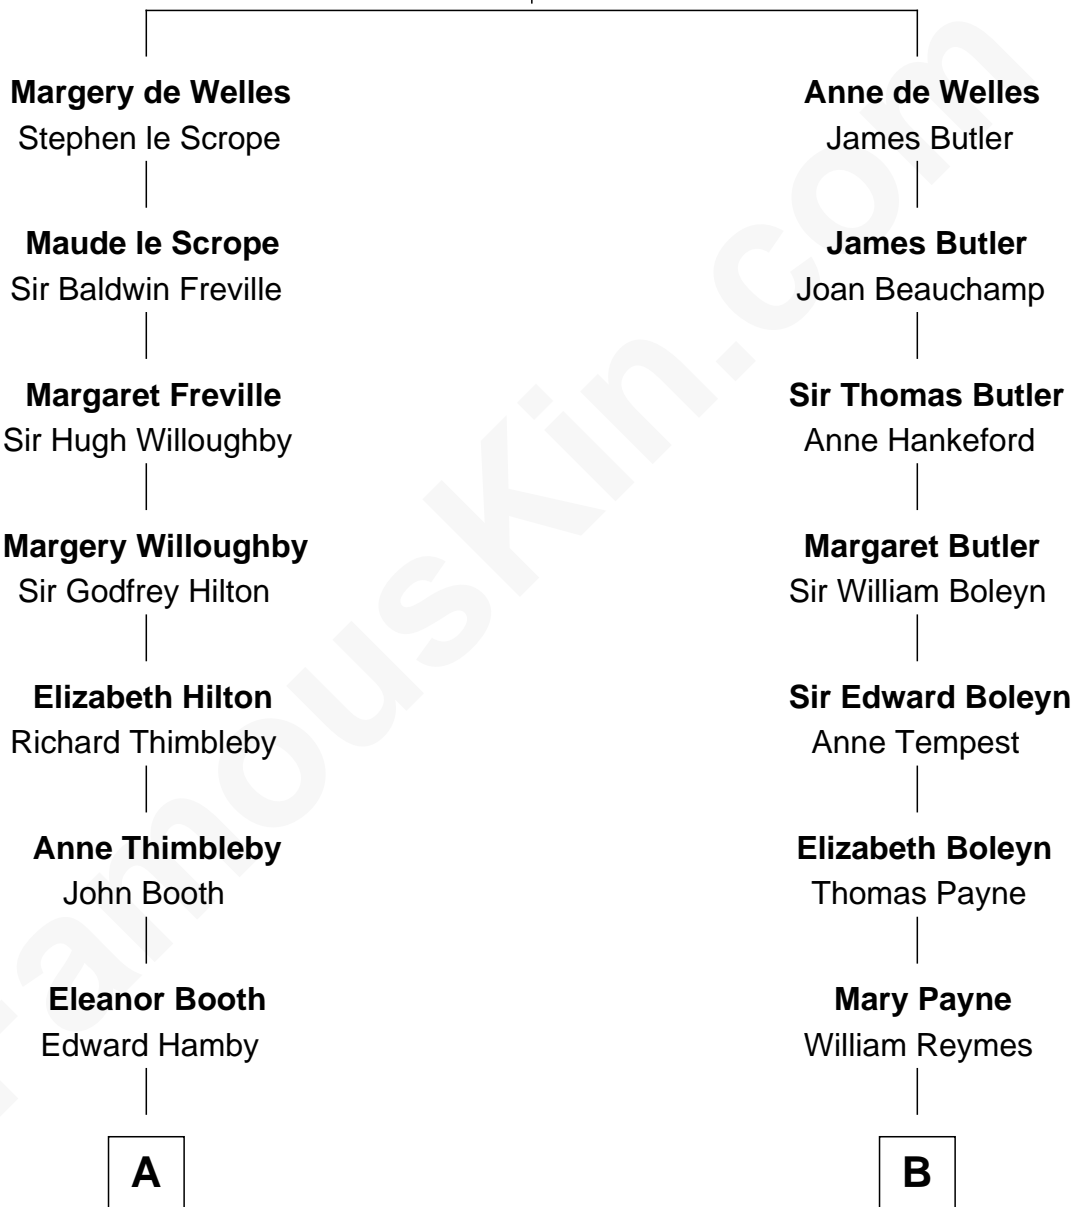 Margery de Welles
Stephen le Scrope
Maude le Scrope
Sir Baldwin Freville
Margaret Freville
Sir Hugh Willoughby
Margery Willoughby
Sir Godfrey Hilton
Elizabeth Hilton
Richard Thimbleby
Anne Thimbleby
John Booth
Eleanor Booth
Edward Hamby
A
Anne de Welles
James Butler
James Butler
Joan Beauchamp
Sir Thomas Butler
Anne Hankeford
Margaret Butler
Sir William Boleyn
Sir Edward Boleyn
Anne Tempest
Elizabeth Boleyn
Thomas Payne
Mary Payne
William Reymes
B
FamousKin.com